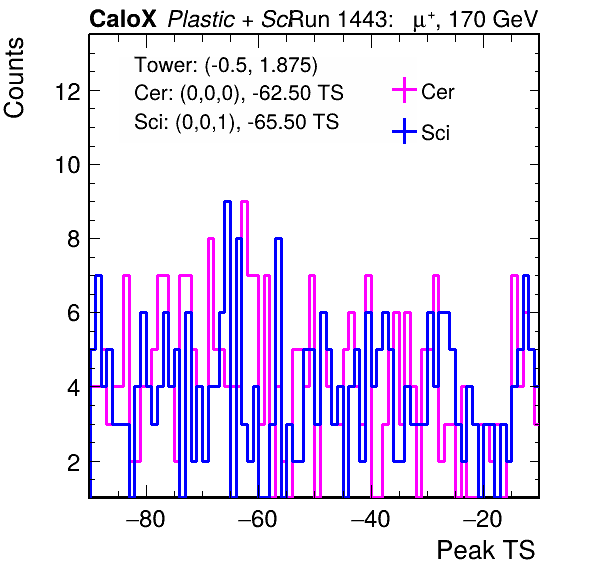 CaloX Plastic + SciRun 1443: μ⁺, 170 GeV
Counts
Tower: (-0.5, 1.875)
Cer: (0,0,0), -62.50 TS
Sci: (0,0,1), -65.50 TS
Cer
Sci
12
10
8
6
4
2
−80 −60 −40 −20
Peak TS